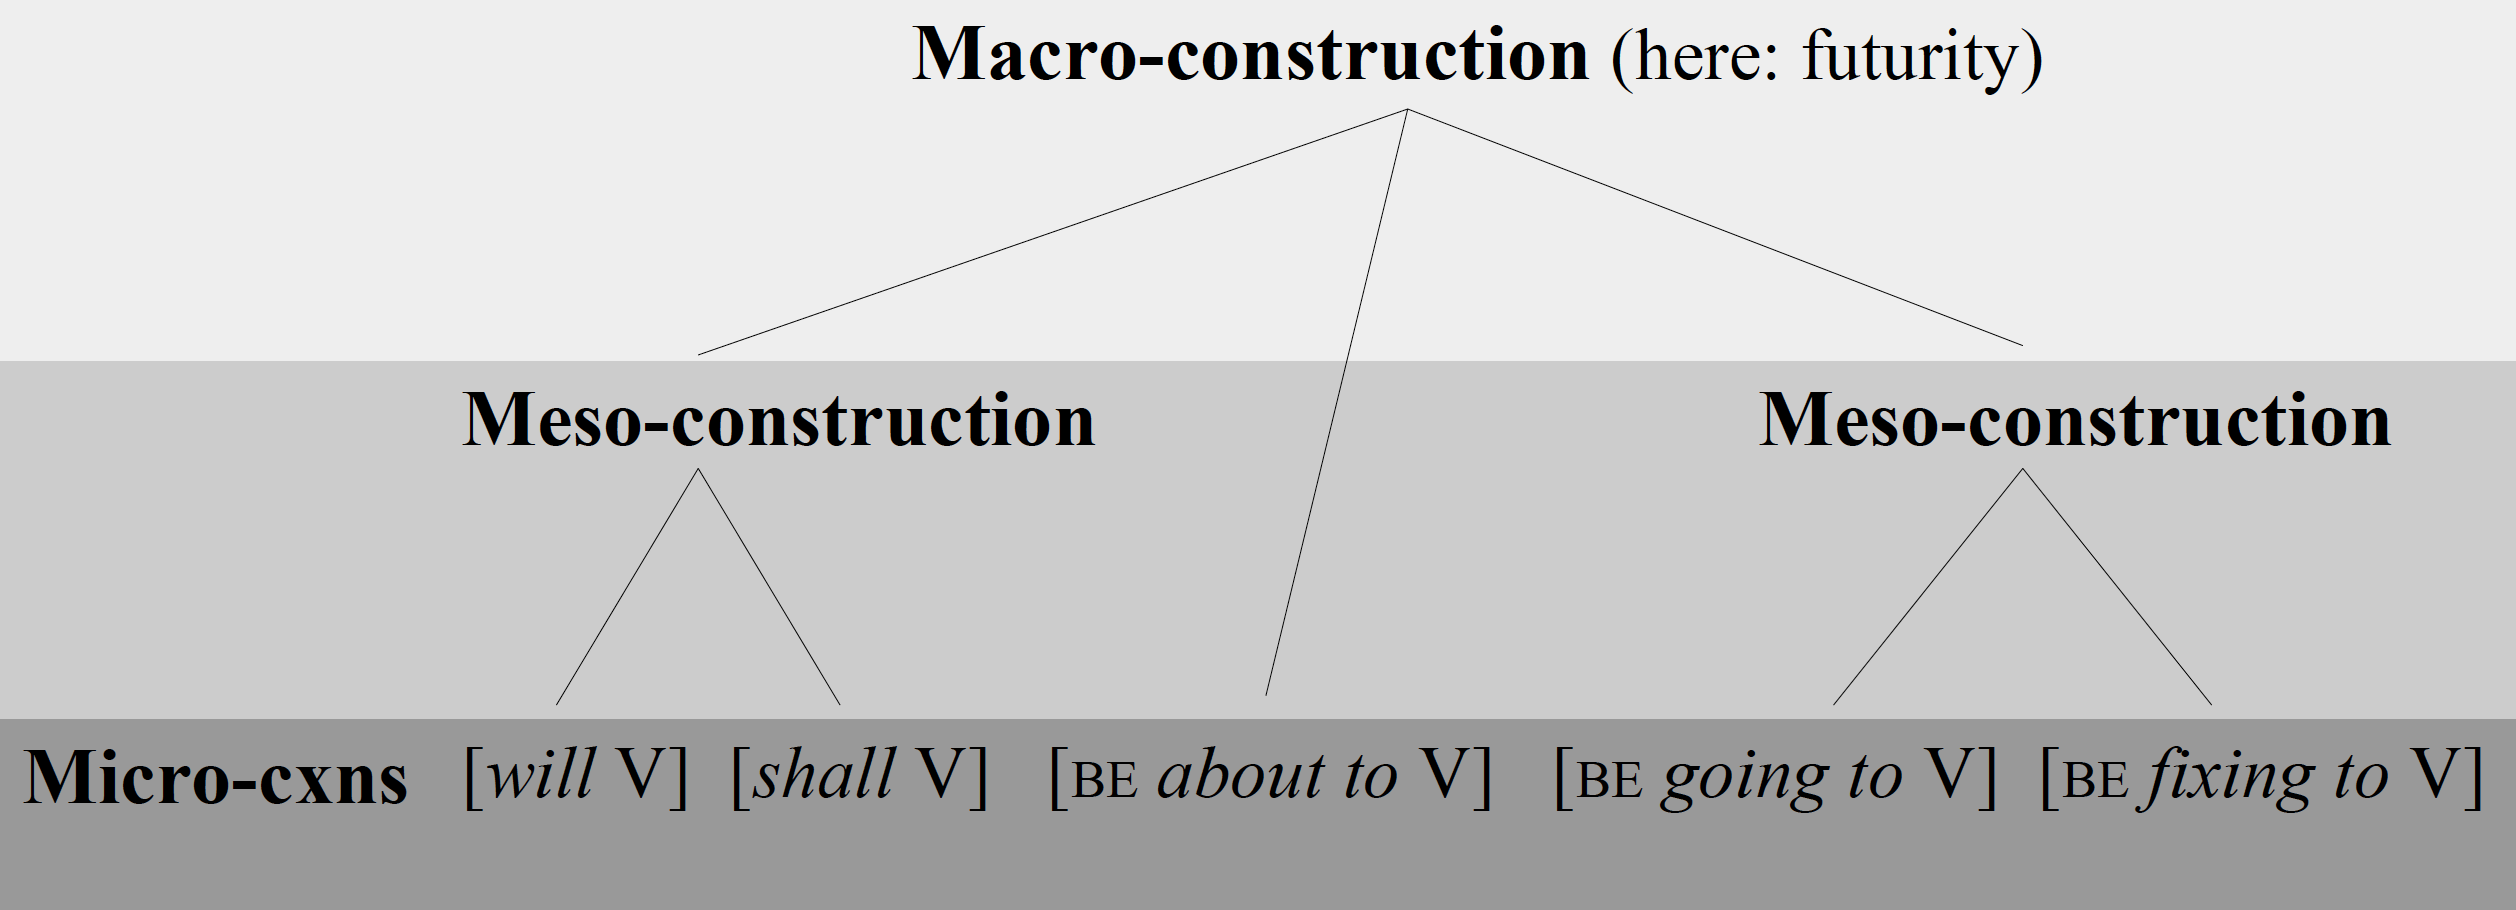 Macro-construction (here: futurity)
Meso-construction Meso-construction
Micro-cxns [will V] [shall V] [BE about to V] [BE going to V] [BE fixing to V]